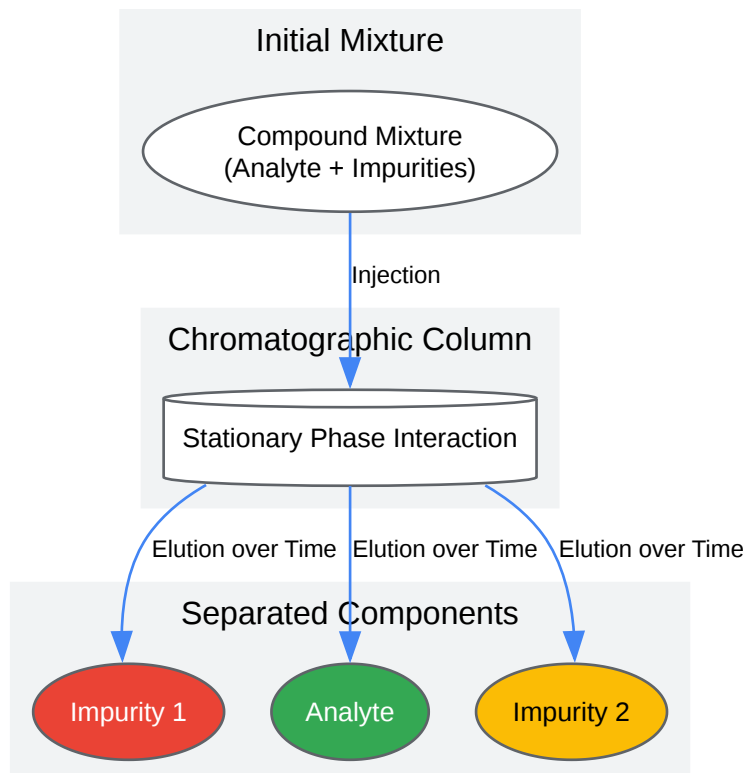 Initial Mixture
Compound Mixture
(Analyte + Impurities)
Injection
Chromatographic Column
Stationary Phase Interaction
Elution over Time
Elution over Time
Elution over Time
Separated Components
Impurity 1
Analyte
Impurity 2